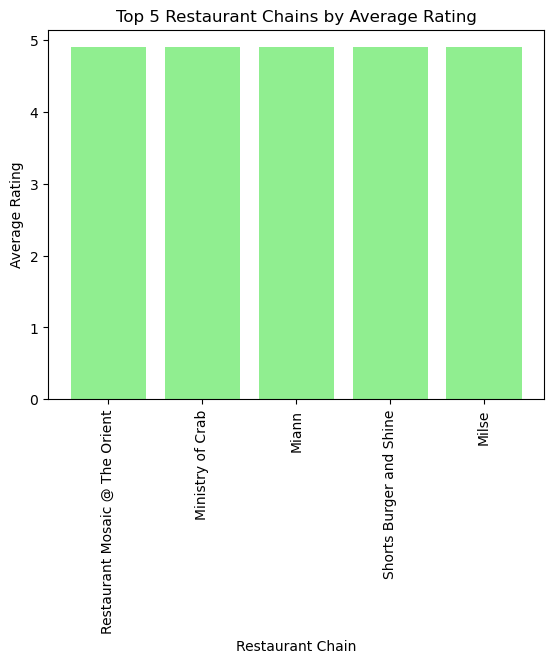 Top 5 Restaurant Chains by Average Rating
Average Rating
5
4
3
2
1
0
Restaurant Mosaic @ The Orient
Ministry of Crab
Miann
Shorts Burger and Shine
Milse
Restaurant Chain